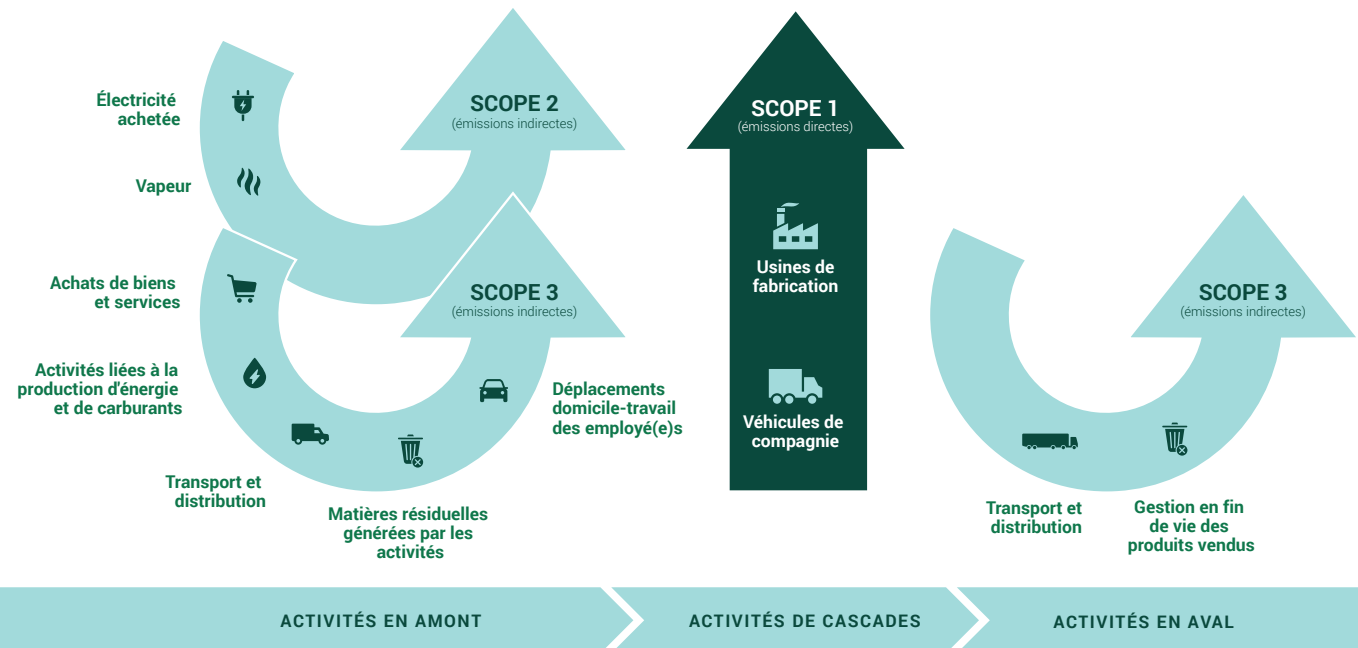 Électricité
achetée
Vapeur
SCOPE 2
(émissions indirectes)
Achats de biens
et services
Activités liées à la
production d'énergie
et de carburants
Transport et
distribution
Matières résiduelles
générées par les
activités
Déplacements
domicile-travail
des employé(e)s
SCOPE 3
(émissions indirectes)
SCOPE 1
(émissions directes)
Usines de
fabrication
Véhicules de
compagnie
SCOPE 3
(émissions indirectes)
Transport et
distribution
Gestion en fin
de vie des
produits vendus
ACTIVITÉS EN AMONT
ACTIVITÉS DE CASCADES
ACTIVITÉS EN AVAL